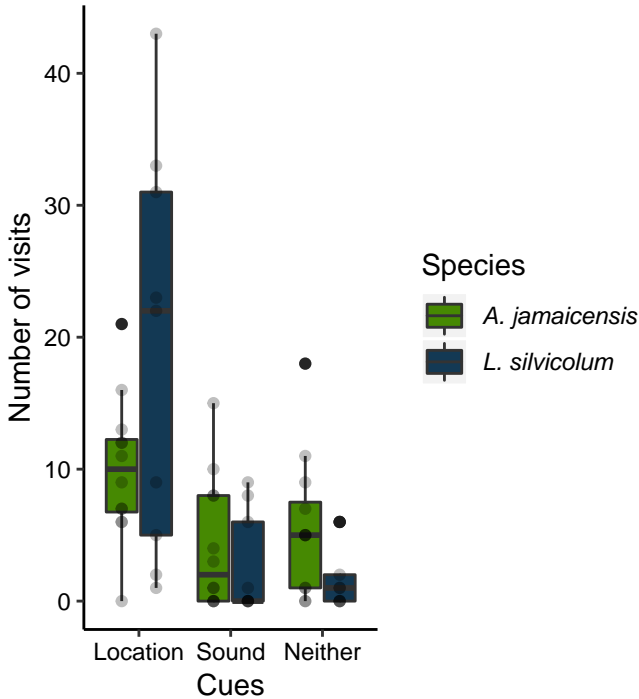 Number of visits
40
30
20
10
0
Location Sound Neither
Cues
Species
A. jamaicensis
L. silvicolum